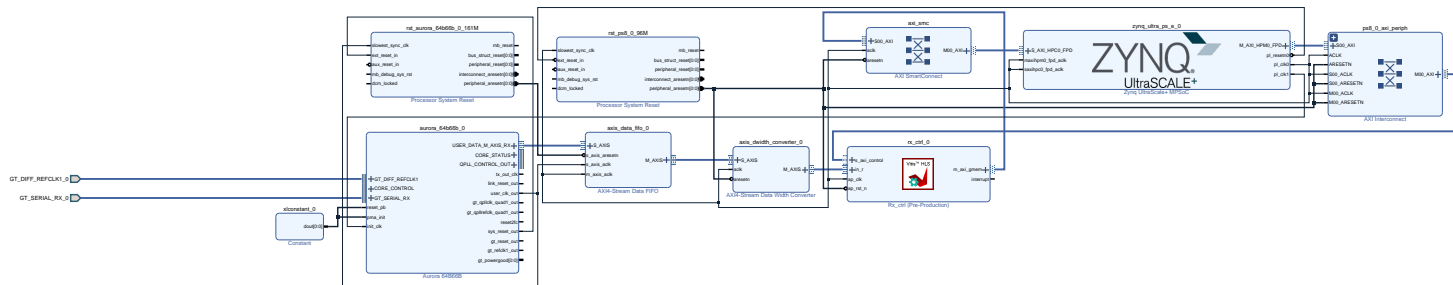 rst_aurora_64b66b_0_161M
slowest_sync_clk
ext_reset_in
aux_reset_in
mb_debug_sys_rst
dcm_locked
mb_reset
bus_struct_reset[0:0]
peripheral_reset[0:0]
interconnect_aresetn[0:0]
peripheral_aresetn[0:0]
Processor System Reset
rst_ps8_0_96M
slowest_sync_clk
ext_reset_in
aux_reset_in
mb_debug_sys_rst
dcm_locked
mb_reset
bus_struct_reset[0:0]
peripheral_reset[0:0]
interconnect_aresetn[0:0]
peripheral_aresetn[0:0]
Processor System Reset
axi_smc
S00_AXI
aclk
aresetn
M00_AXI
AXI SmartConnect
zynq_ultra_ps_e_0
S_AXI_HPC0_FPD
maxihpm0_fpd_aclk
saxihpc0_fpd_aclk
ZYNQ
UltraSCALE+
M_AXI_HPM0_FPD
pl_resetn0
pl_clk0
pl_clk1
Zynq UltraScale+ MPSoC
ps8_0_axi_periph
S00_AXI
ACLK
ARESETN
S00_ACLK
S00_ARESETN
M00_ACLK
M00_ARESETN
M00_AXI
AXI Interconnect
GT_DIFF_REFCLK1_0
GT_SERIAL_RX_0
xlconstant_0
dout[0:0]
Constant
aurora_64b66b_0
GT_DIFF_REFCLK1
CORE_CONTROL
GT_SERIAL_RX
reset_pb
pma_init
init_clk
USER_DATA_M_AXIS_RX
CORE_STATUS
QPLL_CONTROL_OUT
tx_out_clk
link_reset_out
user_clk_out
gt_qpllclk_quad1_out
gt_qpllrefclk_quad1_out
reset2fc
sys_reset_out
gt_reset_out
gt_refclk1_out
gt_powergood[0:0]
Aurora 64B66B
axis_data_fifo_0
S_AXIS
s_axis_aresetn
s_axis_aclk
m_axis_aclk
M_AXIS
AXI4-Stream Data FIFO
axis_dwidth_converter_0
S_AXIS
aclk
aresetn
M_AXIS
AXI4-Stream Data Width Converter
rx_ctrl_0
s_axi_control
in_r
ap_clk
ap_rst_n
Vitis™ HLS
m_axi_gmem
interrupt
Rx_ctrl (Pre-Production)